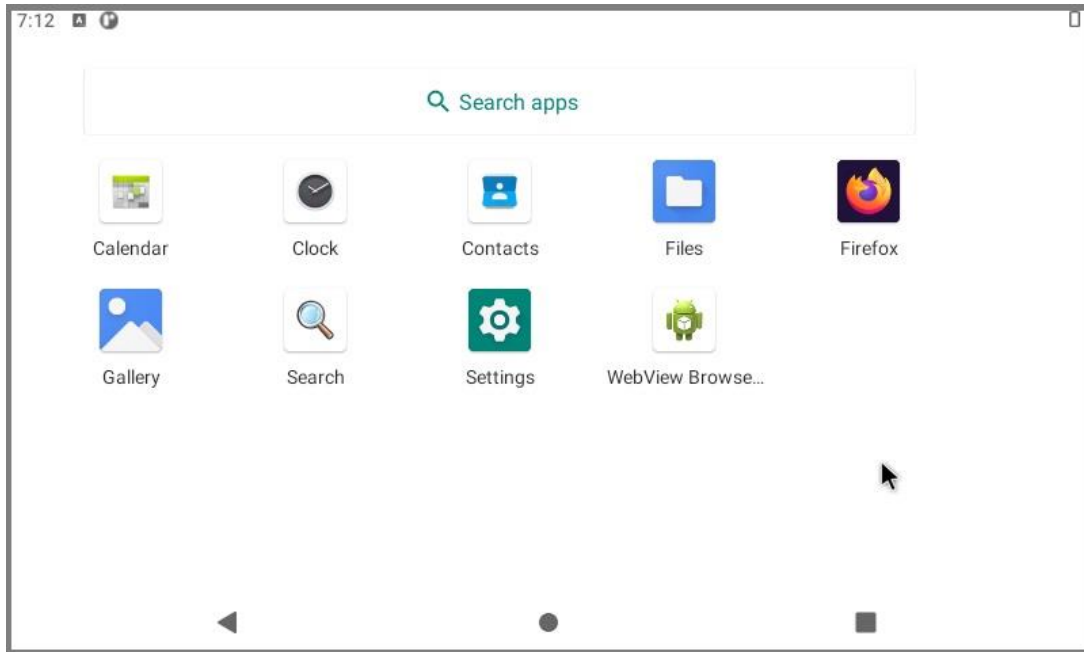 7:12
Search apps
Calendar Clock Contacts Files Firefox
Gallery Search Settings WebView Browse...